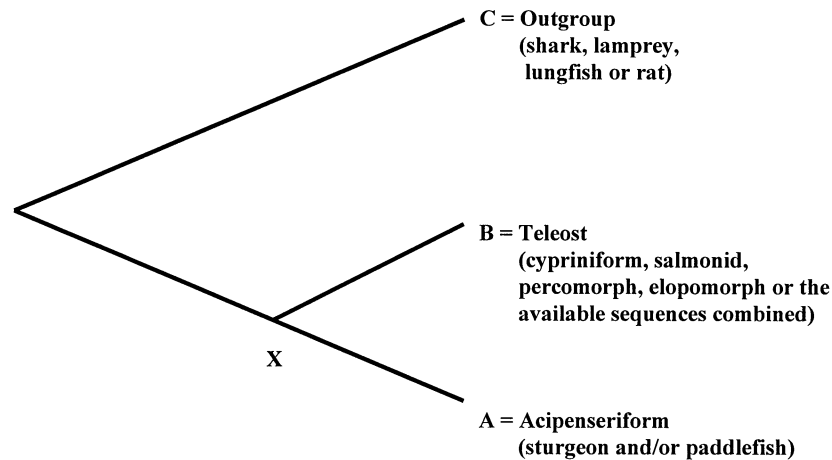 C = Outgroup
(shark, lamprey,
lungfish or rat)
B = Teleost
(cypriniform, salmonid,
percomorph, elopomorph or the
available sequences combined)
X
A = Acipenseriform
(sturgeon and/or paddlefish)